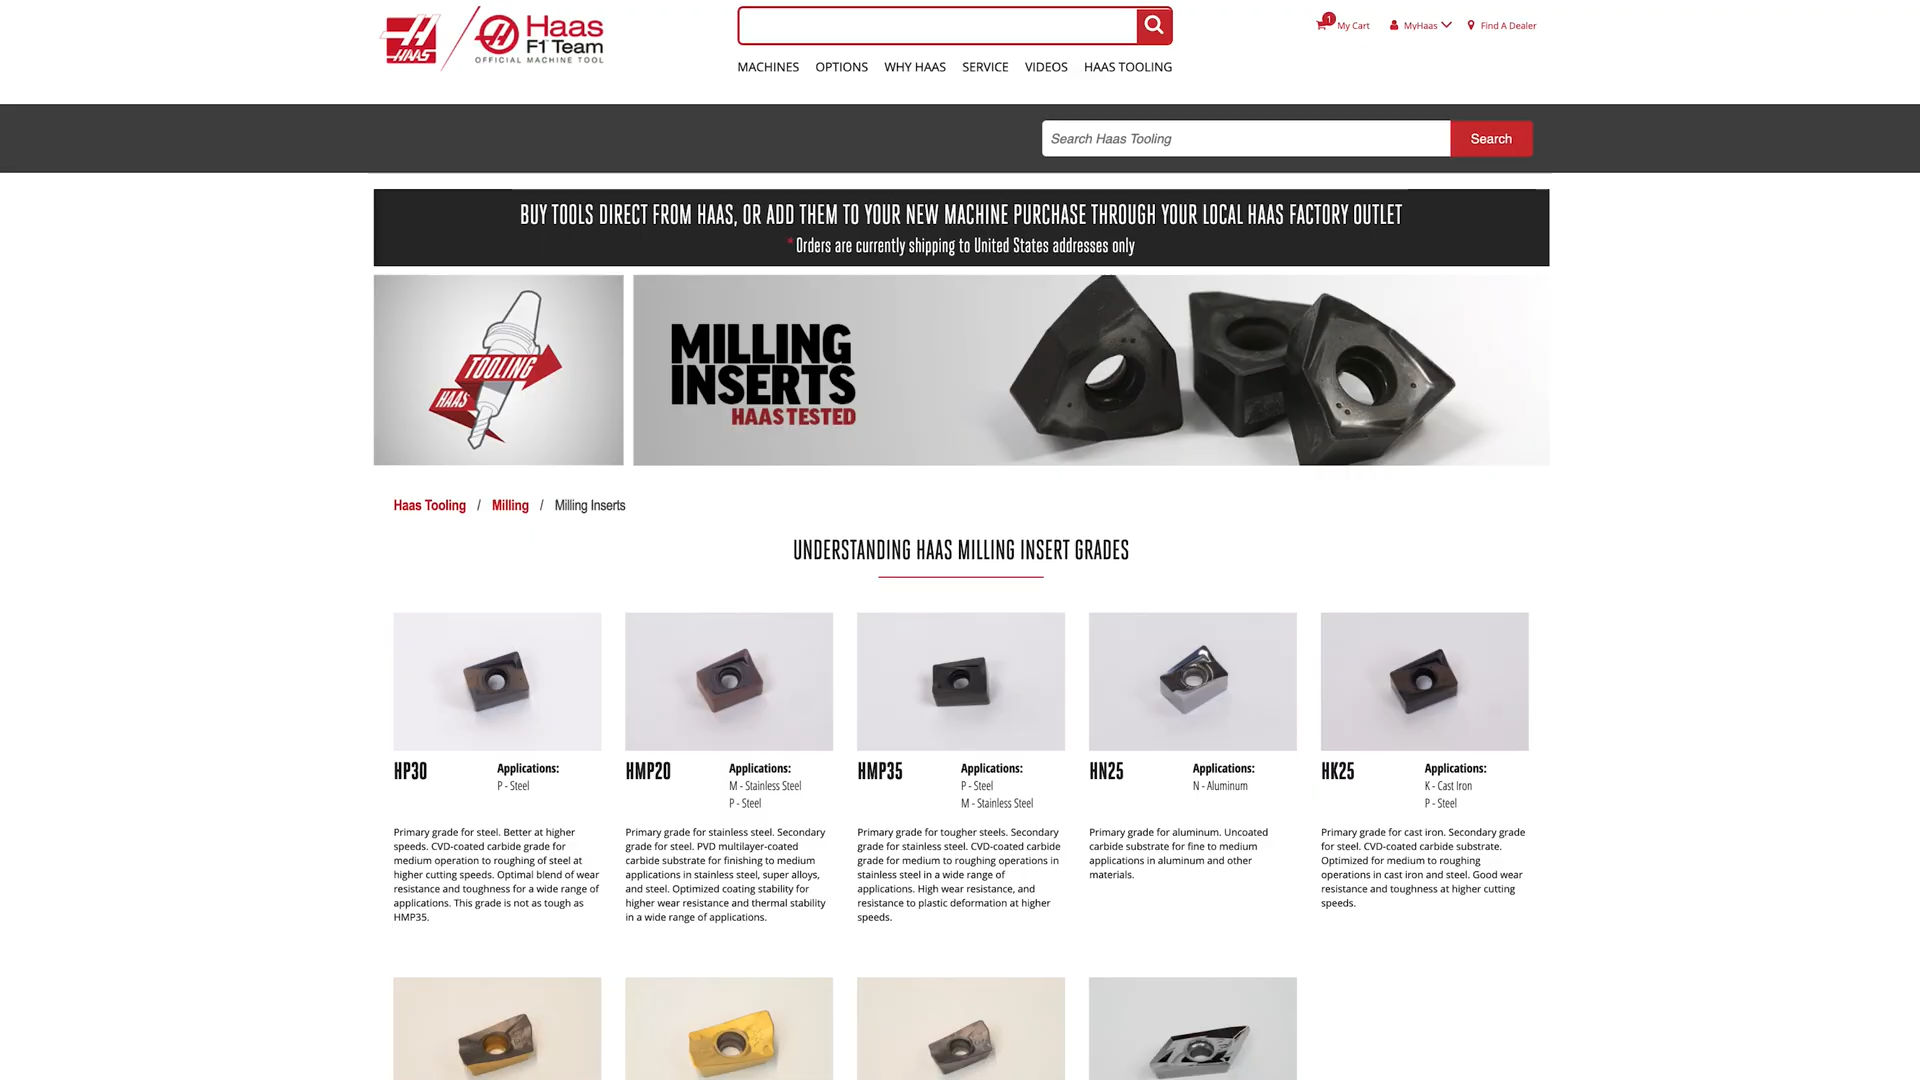 HAAS
Haas
F1 Team
OFFICIAL MACHINE TOOL
1
My Cart
MyHaas
Find A Dealer
MACHINES
OPTIONS
WHY HAAS
SERVICE
VIDEOS
HAAS TOOLING
Search Haas Tooling
Search
BUY TOOLS DIRECT FROM HAAS, OR ADD THEM TO YOUR NEW MACHINE PURCHASE THROUGH YOUR LOCAL HAAS FACTORY OUTLET
*Orders are currently shipping to United States addresses only
TOOLING
HAAS
MILLING
INSERTS
HAAS TESTED
Haas Tooling / Milling / Milling Inserts
UNDERSTANDING HAAS MILLING INSERT GRADES
HP30
Applications:
P - Steel
Primary grade for steel. Better at higher
speeds. CVD-coated carbide grade for
medium operation to roughing of steel at
higher cutting speeds. Optimal blend of wear
resistance and toughness for a wide range of
applications. This grade is not as tough as
HMP35.
HMP20
Applications:
M - Stainless Steel
P - Steel
Primary grade for stainless steel. Secondary
grade for steel. PVD multilayer-coated
carbide substrate for finishing to medium
applications in stainless steel, super alloys,
and steel. Optimized coating stability for
higher wear resistance and thermal stability
in a wide range of applications.
HMP35
Applications:
P - Steel
M - Stainless Steel
Primary grade for tougher steels. Secondary
grade for stainless steel. CVD-coated carbide
grade for medium to roughing operations in
stainless steel in a wide range of
applications. High wear resistance, and
resistance to plastic deformation at higher
speeds.
HN25
Applications:
N - Aluminum
Primary grade for aluminum. Uncoated
carbide substrate for fine to medium
applications in aluminum and other
materials.
HK25
Applications:
K - Cast Iron
P - Steel
Primary grade for cast iron. Secondary grade
for steel. CVD-coated carbide substrate.
Optimized for medium to roughing
operations in cast iron and steel. Good wear
resistance and toughness at higher cutting
speeds.